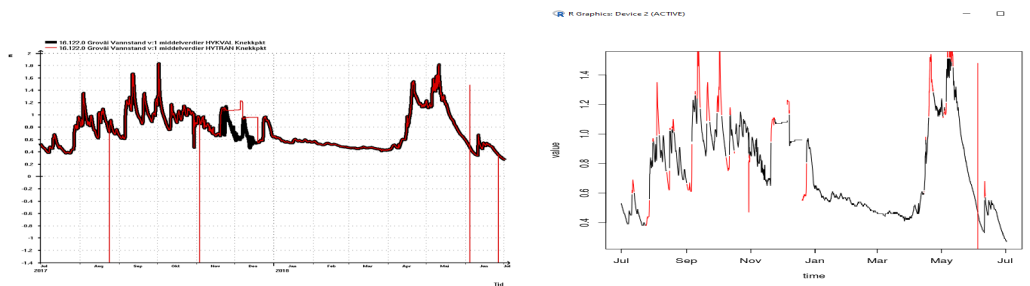 16.122.0 Grovåi Vannstand v:1 middelverdier HYKVAL Knekkpkt
16.122.0 Grovåi Vannstand v:1 middelverdier HYTRAN Knekkpkt
m
2
1.8
1.6
1.4
1.2
1
0.8
0.6
0.4
0.2
0
-0.2
-0.4
-0.6
-0.8
-1
-1.2
-1.4
Jul Aug Sep Okt Nov Dec Jan Feb Mar Apr Mai Jun Jul
2017 2018
Tid
R Graphics: Device 2 (ACTIVE)
value
1.4
1.2
1.0
0.8
0.6
0.4
Jul Sep Nov Jan Mar May Jul
time